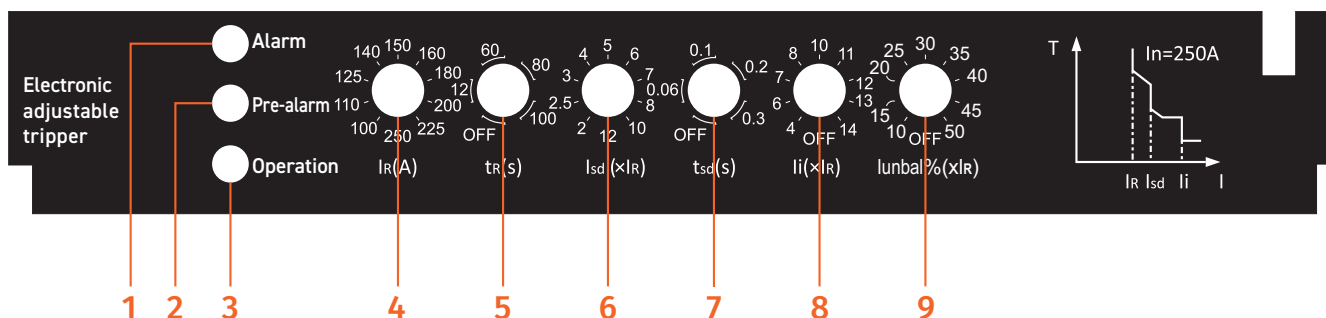 Electronic
adjustable
tripper
Alarm
Pre-alarm
Operation
100 110 125 140 150 160 180 200 225 250
IR(A)
OFF 12 60 80 100
tR(s)
2 2.5 3 4 5 6 7 8 10 12
Isd (×IR)
OFF 0.06 0.1 0.2 0.3
tsd(s)
4 6 7 8 10 11 12 13 14 OFF
Ii(×IR)
10 15 20 25 30 35 40 45 50 OFF
Iunbal%(xIR)
T
In=250A
IR Isd Ii I
1 2 3 4 5 6 7 8 9